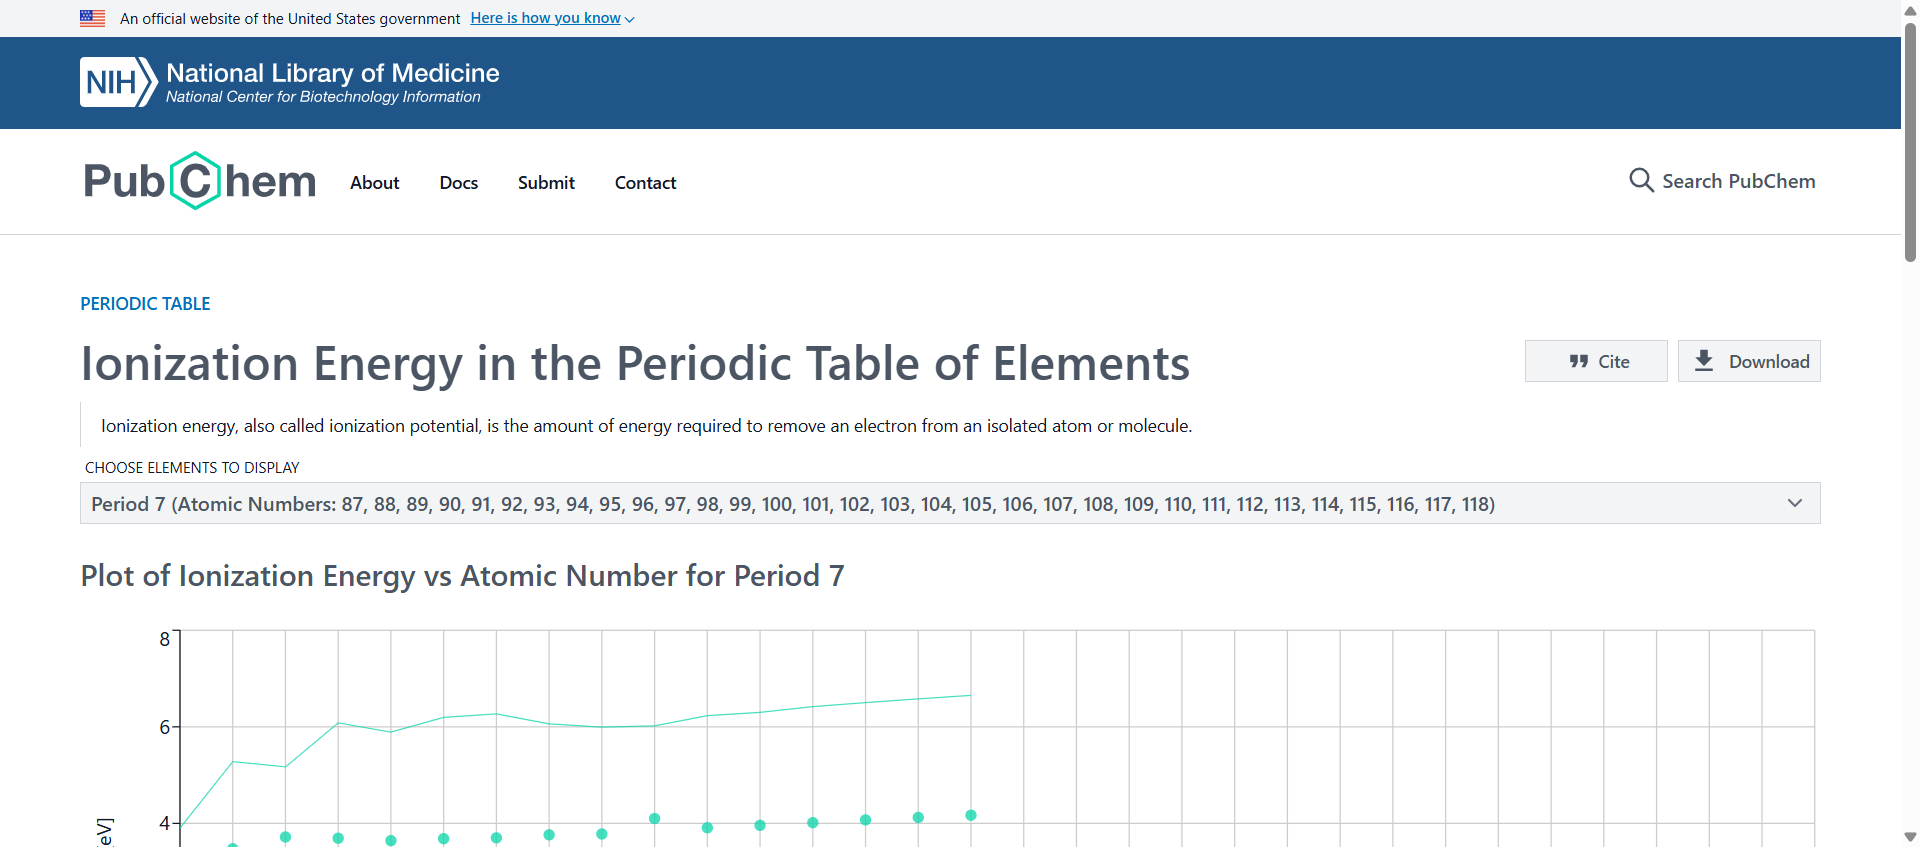 An official website of the United States government Here is how you know
NIH National Library of Medicine
National Center for Biotechnology Information
PubChem About Docs Submit Contact Search PubChem
PERIODIC TABLE
Ionization Energy in the Periodic Table of Elements
Cite Download
Ionization energy, also called ionization potential, is the amount of energy required to remove an electron from an isolated atom or molecule.
CHOOSE ELEMENTS TO DISPLAY
Period 7 (Atomic Numbers: 87, 88, 89, 90, 91, 92, 93, 94, 95, 96, 97, 98, 99, 100, 101, 102, 103, 104, 105, 106, 107, 108, 109, 110, 111, 112, 113, 114, 115, 116, 117, 118)
Plot of Ionization Energy vs Atomic Number for Period 7
8
6
4
eV]